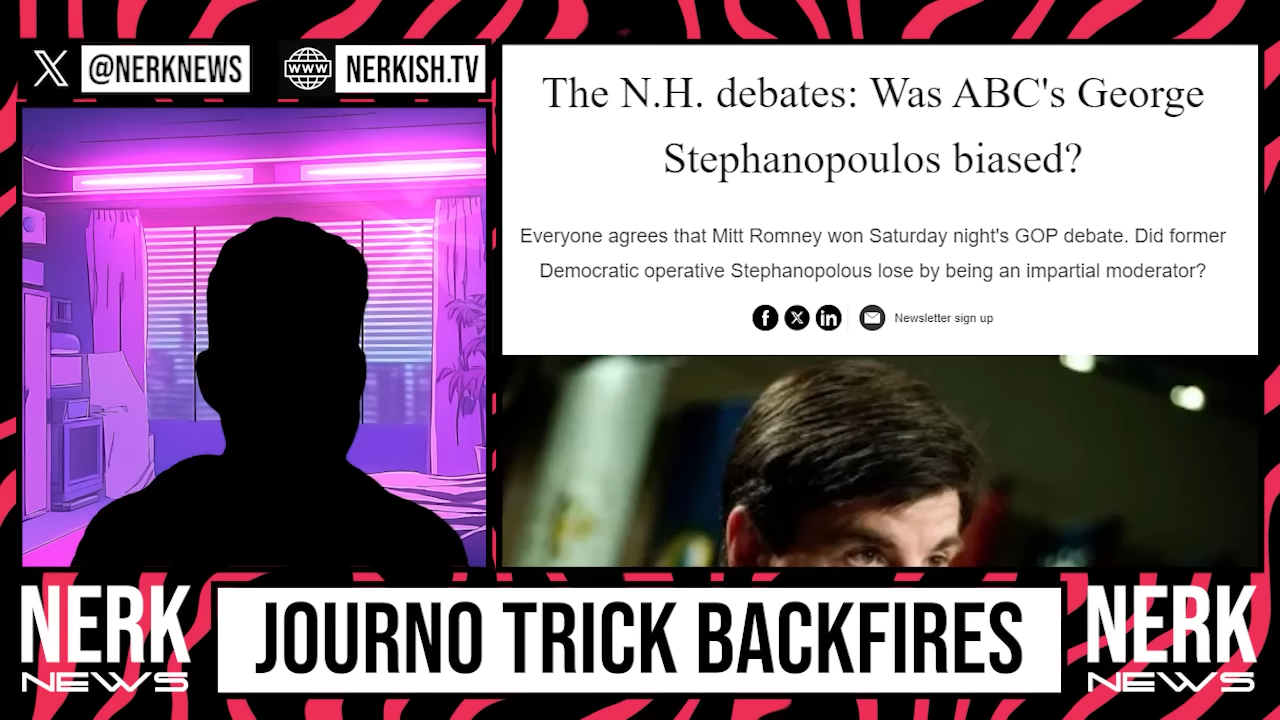 X @NERKNEWS
WWW NERKISH.TV
The N.H. debates: Was ABC's George
Stephanopoulos biased?
Everyone agrees that Mitt Romney won Saturday night's GOP debate. Did former
Democratic operative Stephanopolous lose by being an impartial moderator?
f X in Newsletter sign up
NERK
NEWS
JOURNO TRICK BACKFIRES
NERK
NEWS